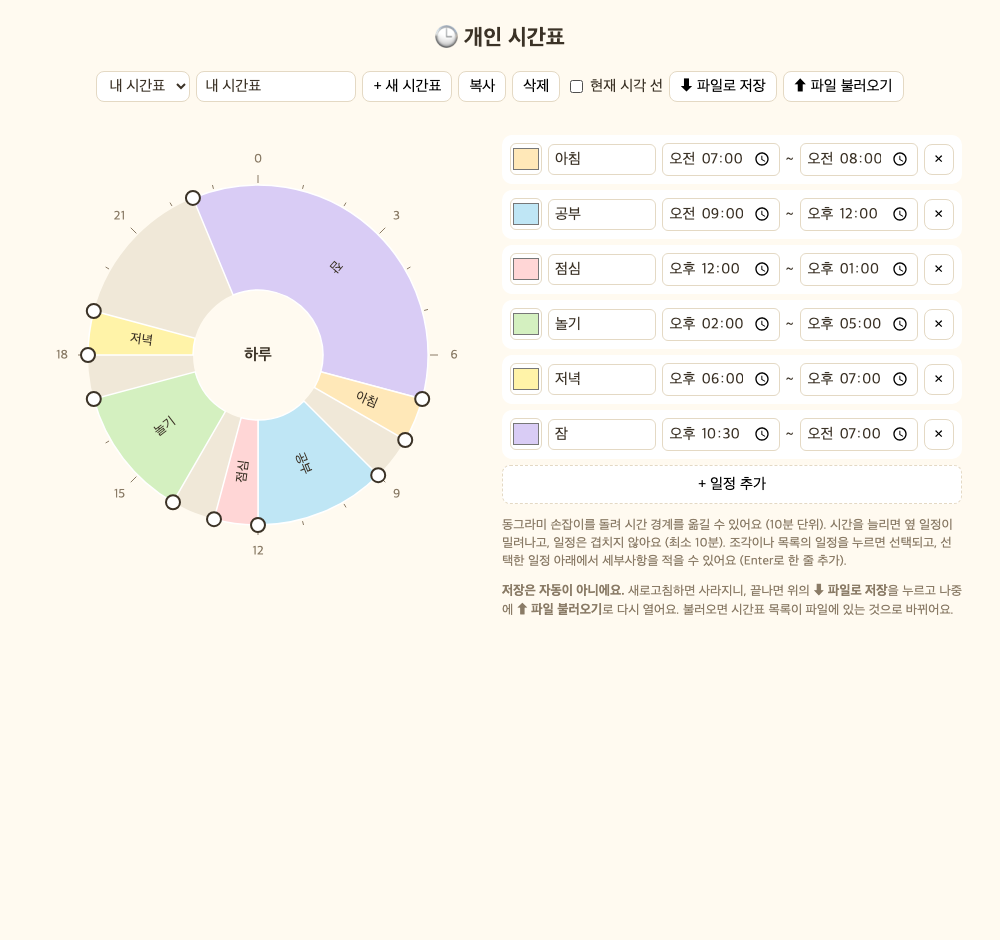 개인 시간표
내 시간표 내 시간표 + 새 시간표 복사 삭제 현재 시각 선 ⬇ 파일로 저장 ⬆ 파일 불러오기
0
3
6
9
12
15
18
21
잠
아침
공부
점심
놀기
저녁
하루
아침 오전 07:00 ~ 오전 08:00 ×
공부 오전 09:00 ~ 오후 12:00 ×
점심 오후 12:00 ~ 오후 01:00 ×
놀기 오후 02:00 ~ 오후 05:00 ×
저녁 오후 06:00 ~ 오후 07:00 ×
잠 오후 10:30 ~ 오전 07:00 ×
+ 일정 추가
동그라미 손잡이를 돌려 시간 경계를 옮길 수 있어요 (10분 단위). 시간을 늘리면 옆 일정이
밀려나고, 일정은 겹치지 않아요 (최소 10분). 조각이나 목록의 일정을 누르면 선택되고, 선
택한 일정 아래에서 세부사항을 적을 수 있어요 (Enter로 한 줄 추가).
저장은 자동이 아니에요. 새로고침하면 사라지니, 끝나면 위의 ⬇ 파일로 저장을 누르고 나중
에 ⬆ 파일 불러오기로 다시 열어요. 불러오면 시간표 목록이 파일에 있는 것으로 바뀌어요.